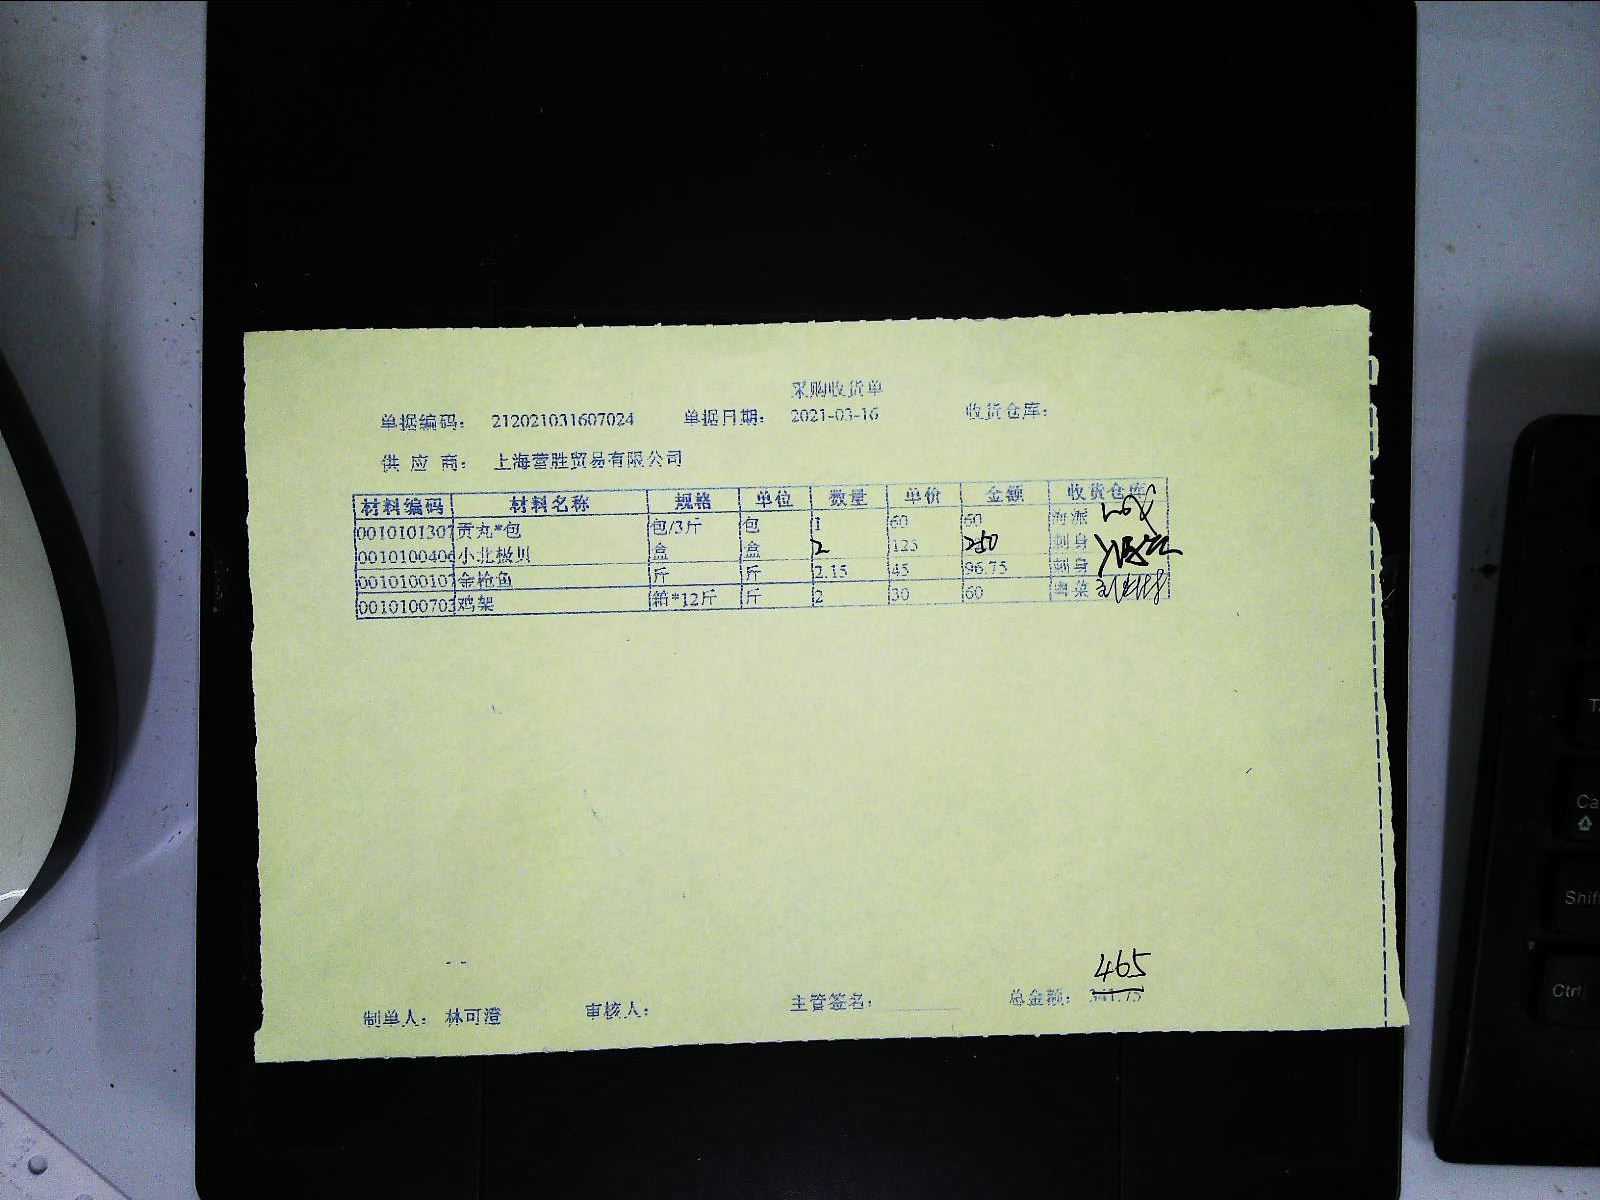 采购收货单
单据编码： 212021031607024 单据日期： 2021-03-16 收货仓库：
供 应 商： 上海营胜贸易有限公司
材料编码 材料名称 规格 单位 数量 单价 金额 收货仓库
0010101307 贡丸*包 包/3斤 包 1 60 60 海派
0010100406 小北极贝 盒 盒 2 125 250 刺身
0010100107 金枪鱼 斤 斤 2.15 45 96.75 刺身
0010100703 鸡架 箱*12斤 斤 2 30 60 粤菜
465
制单人： 林可澄 审核人： 主管签名： 总金额： 341.75
Shift
Ctrl